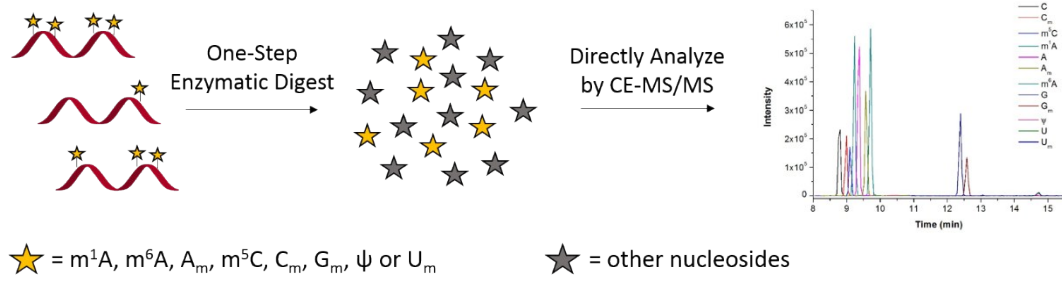 One-Step
Enzymatic Digest
Directly Analyze
by CE-MS/MS
Intensity
6x10⁵
5x10⁵
4x10⁵
3x10⁵
2x10⁵
1x10⁵
0
8 9 10 11 12 13 14 15
Time (min)
C
Cₘ
m⁵C
m¹A
A
Aₘ
m⁶A
G
Gₘ
ψ
U
Uₘ
= m¹A, m⁶A, Aₘ, m⁵C, Cₘ, Gₘ, ψ or Uₘ
= other nucleosides